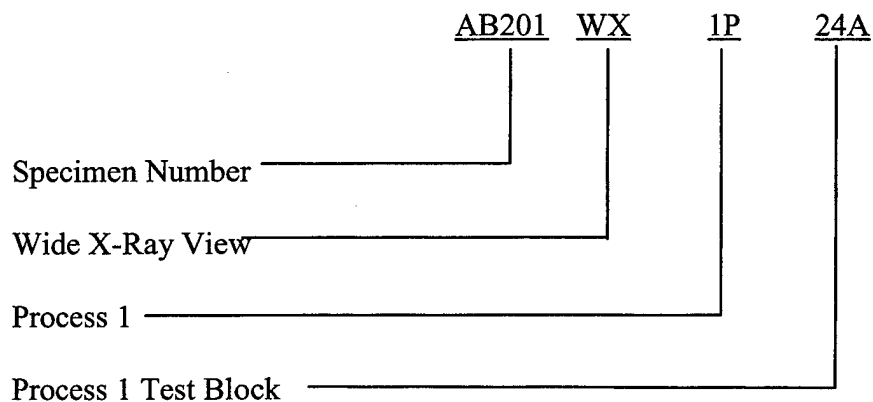 AB201 WX 1P 24A
Specimen Number
Wide X-Ray View
Process 1
Process 1 Test Block